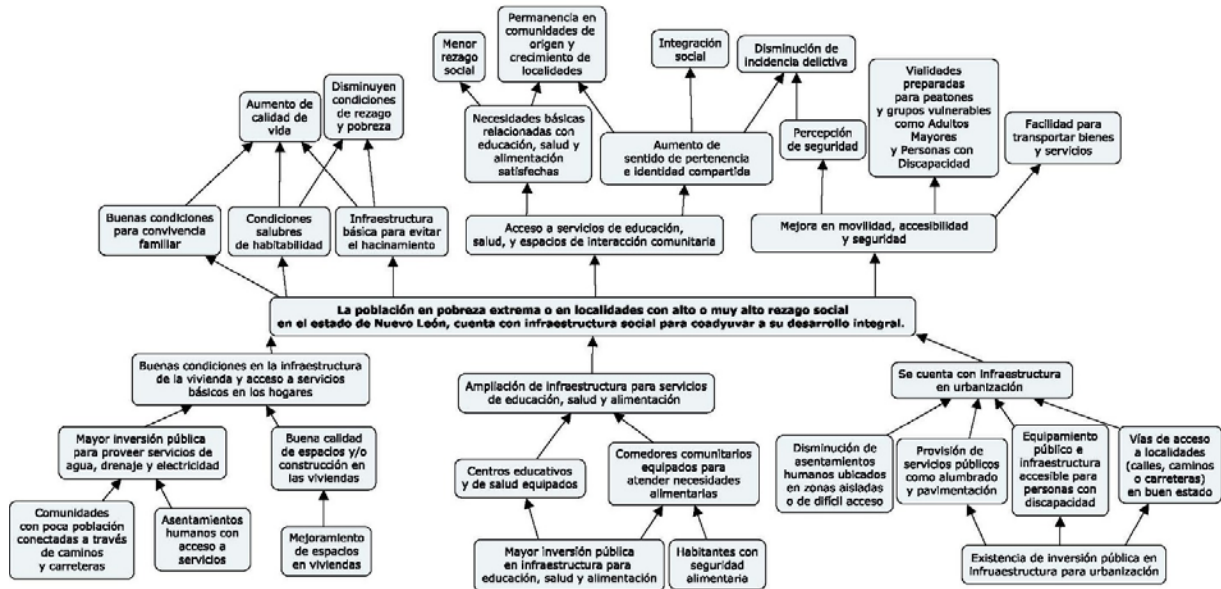 Menor
rezago
social
Permanencia en
comunidades de
origen y
crecimiento de
localidades
Integración
social
Disminución de
incidencia delictiva
Vialidades
preparadas
para peatones
y grupos vulnerables
como Adultos
Mayores
y Personas con
Discapacidad
Facilidad para
transportar bienes
y servicios
Aumento de
calidad de
vida
Disminuyen
condiciones
de rezago
y pobreza
Necesidades básicas
relacionadas con
educación, salud y
alimentación
satisfechas
Aumento de
sentido de pertenencia
e identidad compartida
Percepción
de seguridad
Buenas condiciones
para convivencia
familiar
Condiciones
salubres
de habitabilidad
Infraestructura
básica para evitar
el hacinamiento
Acceso a servicios de educación,
salud, y espacios de interacción comunitaria
Mejora en movilidad, accesibilidad
y seguridad
La población en pobreza extrema o en localidades con alto o muy alto rezago social
en el estado de Nuevo León, cuenta con infraestructura social para coadyuvar a su desarrollo integral.
Buenas condiciones en la infraestructura
de la vivienda y acceso a servicios
básicos en los hogares
Ampliación de infraestructura para servicios
de educación, salud y alimentación
Se cuenta con infraestructura
en urbanización
Mayor inversión pública
para proveer servicios de
agua, drenaje y electricidad
Buena calidad
de espacios y/o
construcción en
las viviendas
Centros educativos
y de salud equipados
Comedores comunitarios
equipados para
atender necesidades
alimentarias
Disminución de
asentamientos
humanos ubicados
en zonas aisladas
o de difícil acceso
Provisión de
servicios públicos
como alumbrado y
pavimentación
Equipamiento
público e
infraestructura
accesible para
personas con
discapacidad
Vías de acceso
a localidades
(calles, caminos
o carreteras)
en buen estado
Comunidades
con poca población
conectadas a través
de caminos
y carreteras
Asentamientos
humanos con
acceso a
servicios
Mejoramiento
de espacios
en viviendas
Mayor inversión pública
en infraestructura para
educación, salud y alimentación
Habitantes con
seguridad
alimentaria
Existencia de inversión pública en
infruaestructura para urbanización